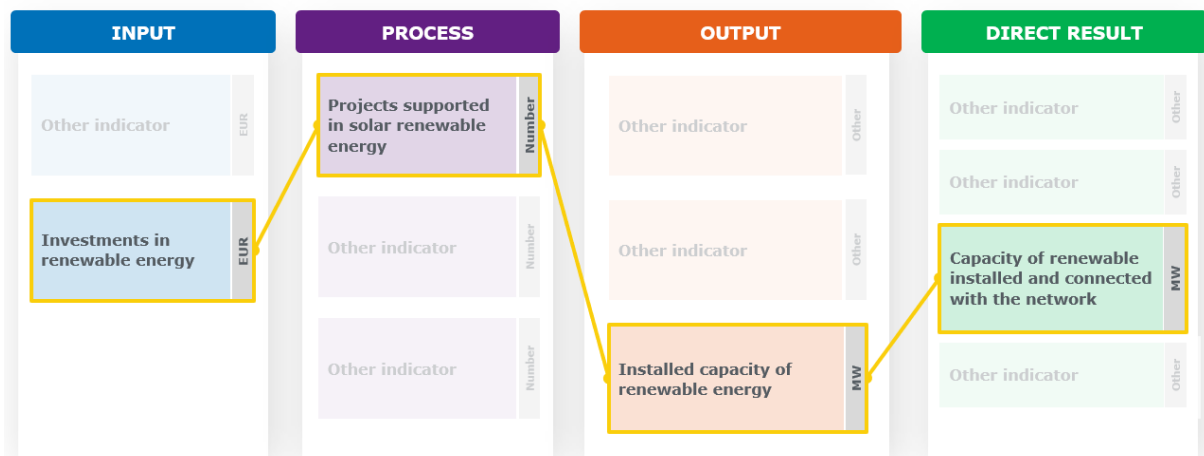 INPUT
Other indicator
EUR
Investments in
renewable energy
EUR
PROCESS
Projects supported
in solar renewable
energy
Number
Other indicator
Number
Other indicator
Number
OUTPUT
Other indicator
Other
Other indicator
Other
Installed capacity of
renewable energy
MW
DIRECT RESULT
Other indicator
Other
Other indicator
Other
Capacity of renewable
installed and connected
with the network
MW
Other indicator
Other